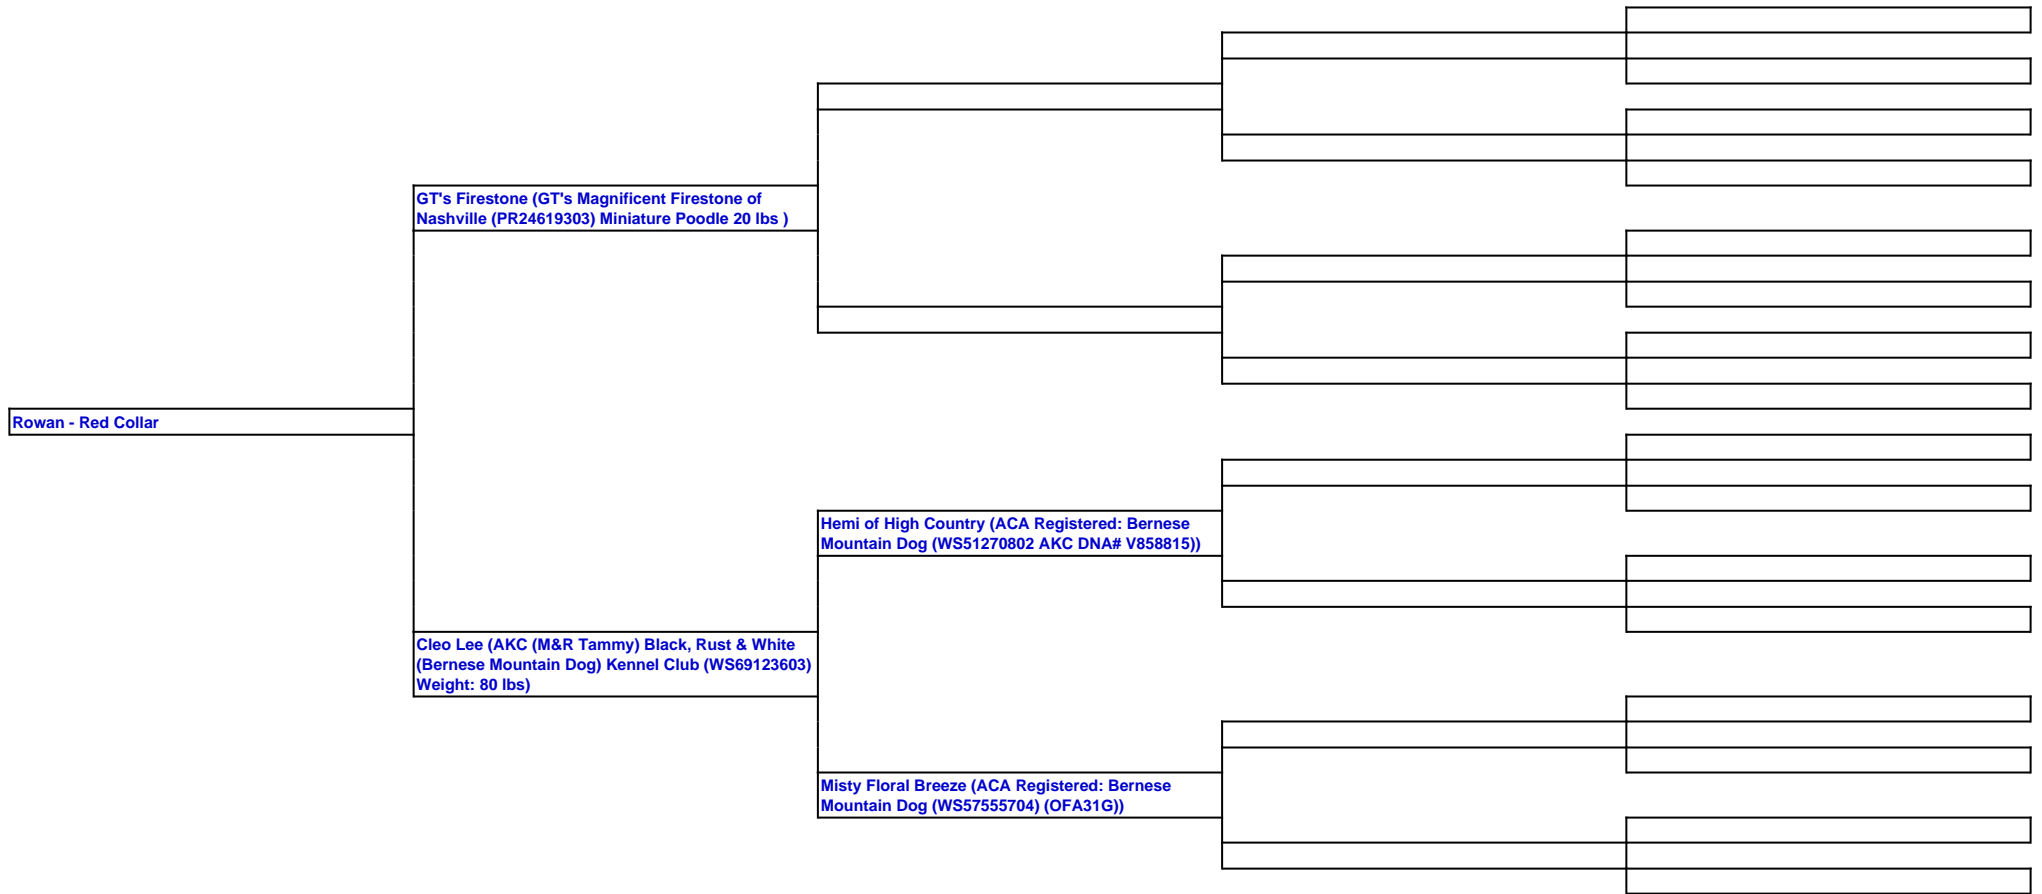 GT's Firestone (GT's Magnificent Firestone of
Nashville (PR24619303) Miniature Poodle 20 lbs )
Rowan - Red Collar
Hemi of High Country (ACA Registered: Bernese
Mountain Dog (WS51270802 AKC DNA# V858815))
Cleo Lee (AKC (M&R Tammy) Black, Rust & White
(Bernese Mountain Dog) Kennel Club (WS69123603)
Weight: 80 lbs)
Misty Floral Breeze (ACA Registered: Bernese
Mountain Dog (WS57555704) (OFA31G))